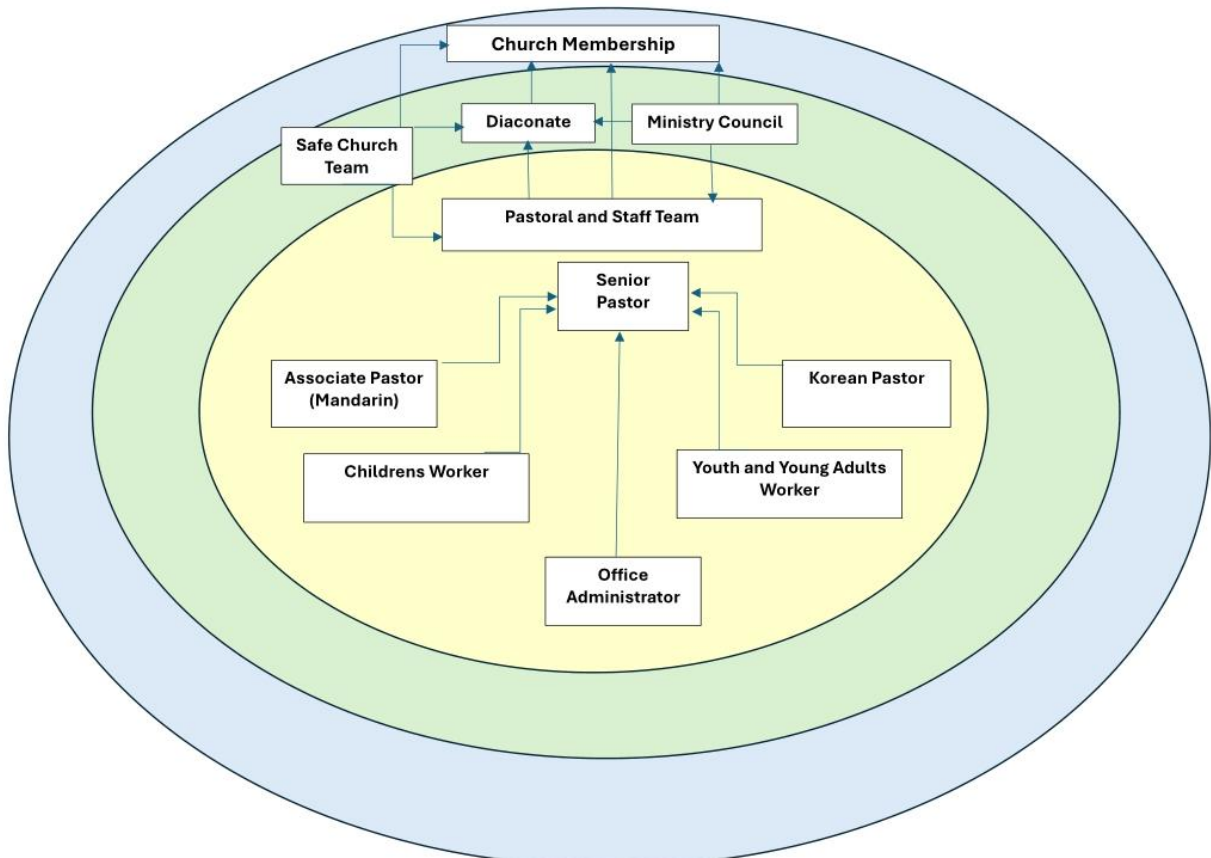 Church Membership
Diaconate
Ministry Council
Safe Church
Team
Pastoral and Staff Team
Senior
Pastor
Associate Pastor
(Mandarin)
Korean Pastor
Childrens Worker
Youth and Young Adults
Worker
Office
Administrator